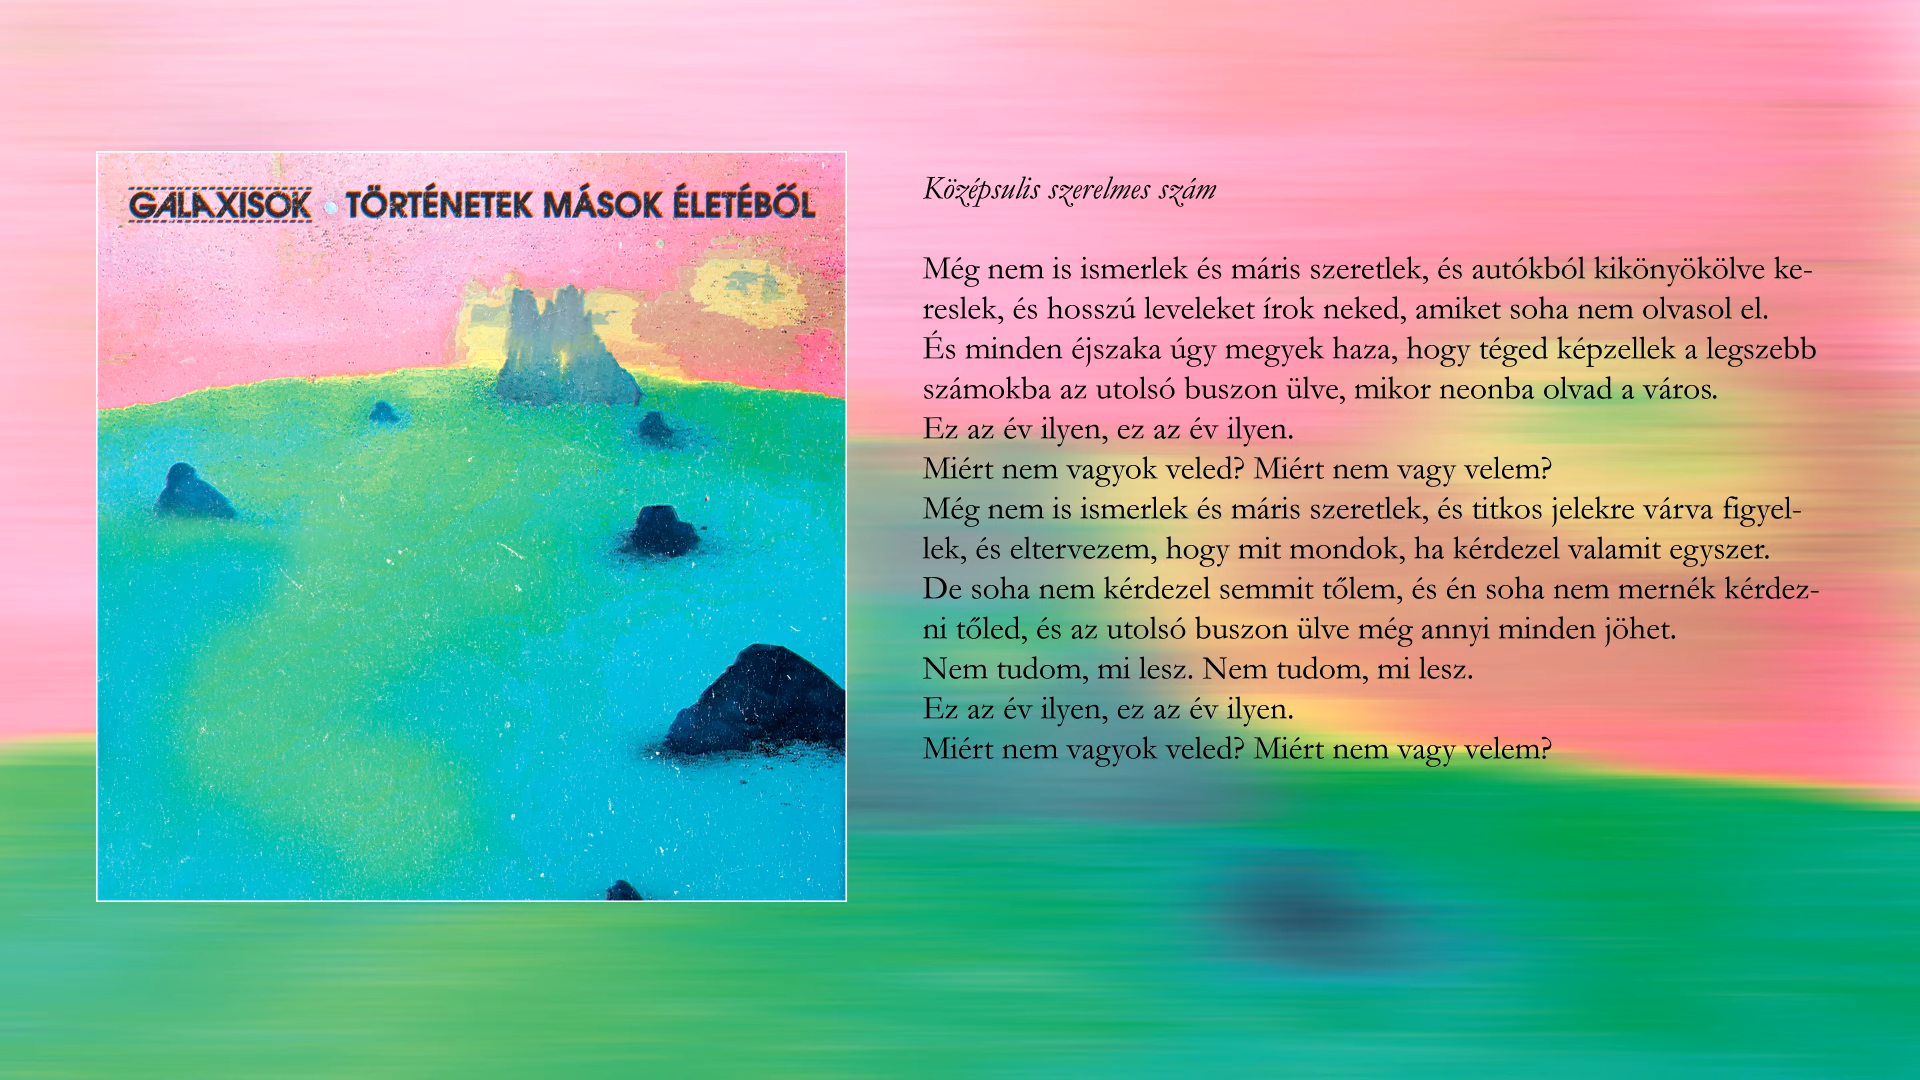 GALAXISOK • TÖRTÉNETEK MÁSOK ÉLETÉBŐL
Középsulis szerelmes szám
Még nem is ismerlek és máris szeretlek, és autókból kikönyökölve ke-
reslek, és hosszú leveleket írok neked, amiket soha nem olvasol el.
És minden éjszaka úgy megyek haza, hogy téged képzellek a legszebb
számokba az utolsó buszon ülve, mikor neonba olvad a város.
Ez az év ilyen, ez az év ilyen.
Miért nem vagyok veled? Miért nem vagy velem?
Még nem is ismerlek és máris szeretlek, és titkos jelekre várva figyel-
lek, és eltervezem, hogy mit mondok, ha kérdezel valamit egyszer.
De soha nem kérdezel semmit tőlem, és én soha nem mernék kérdez-
ni tőled, és az utolsó buszon ülve még annyi minden jöhet.
Nem tudom, mi lesz. Nem tudom, mi lesz.
Ez az év ilyen, ez az év ilyen.
Miért nem vagyok veled? Miért nem vagy velem?